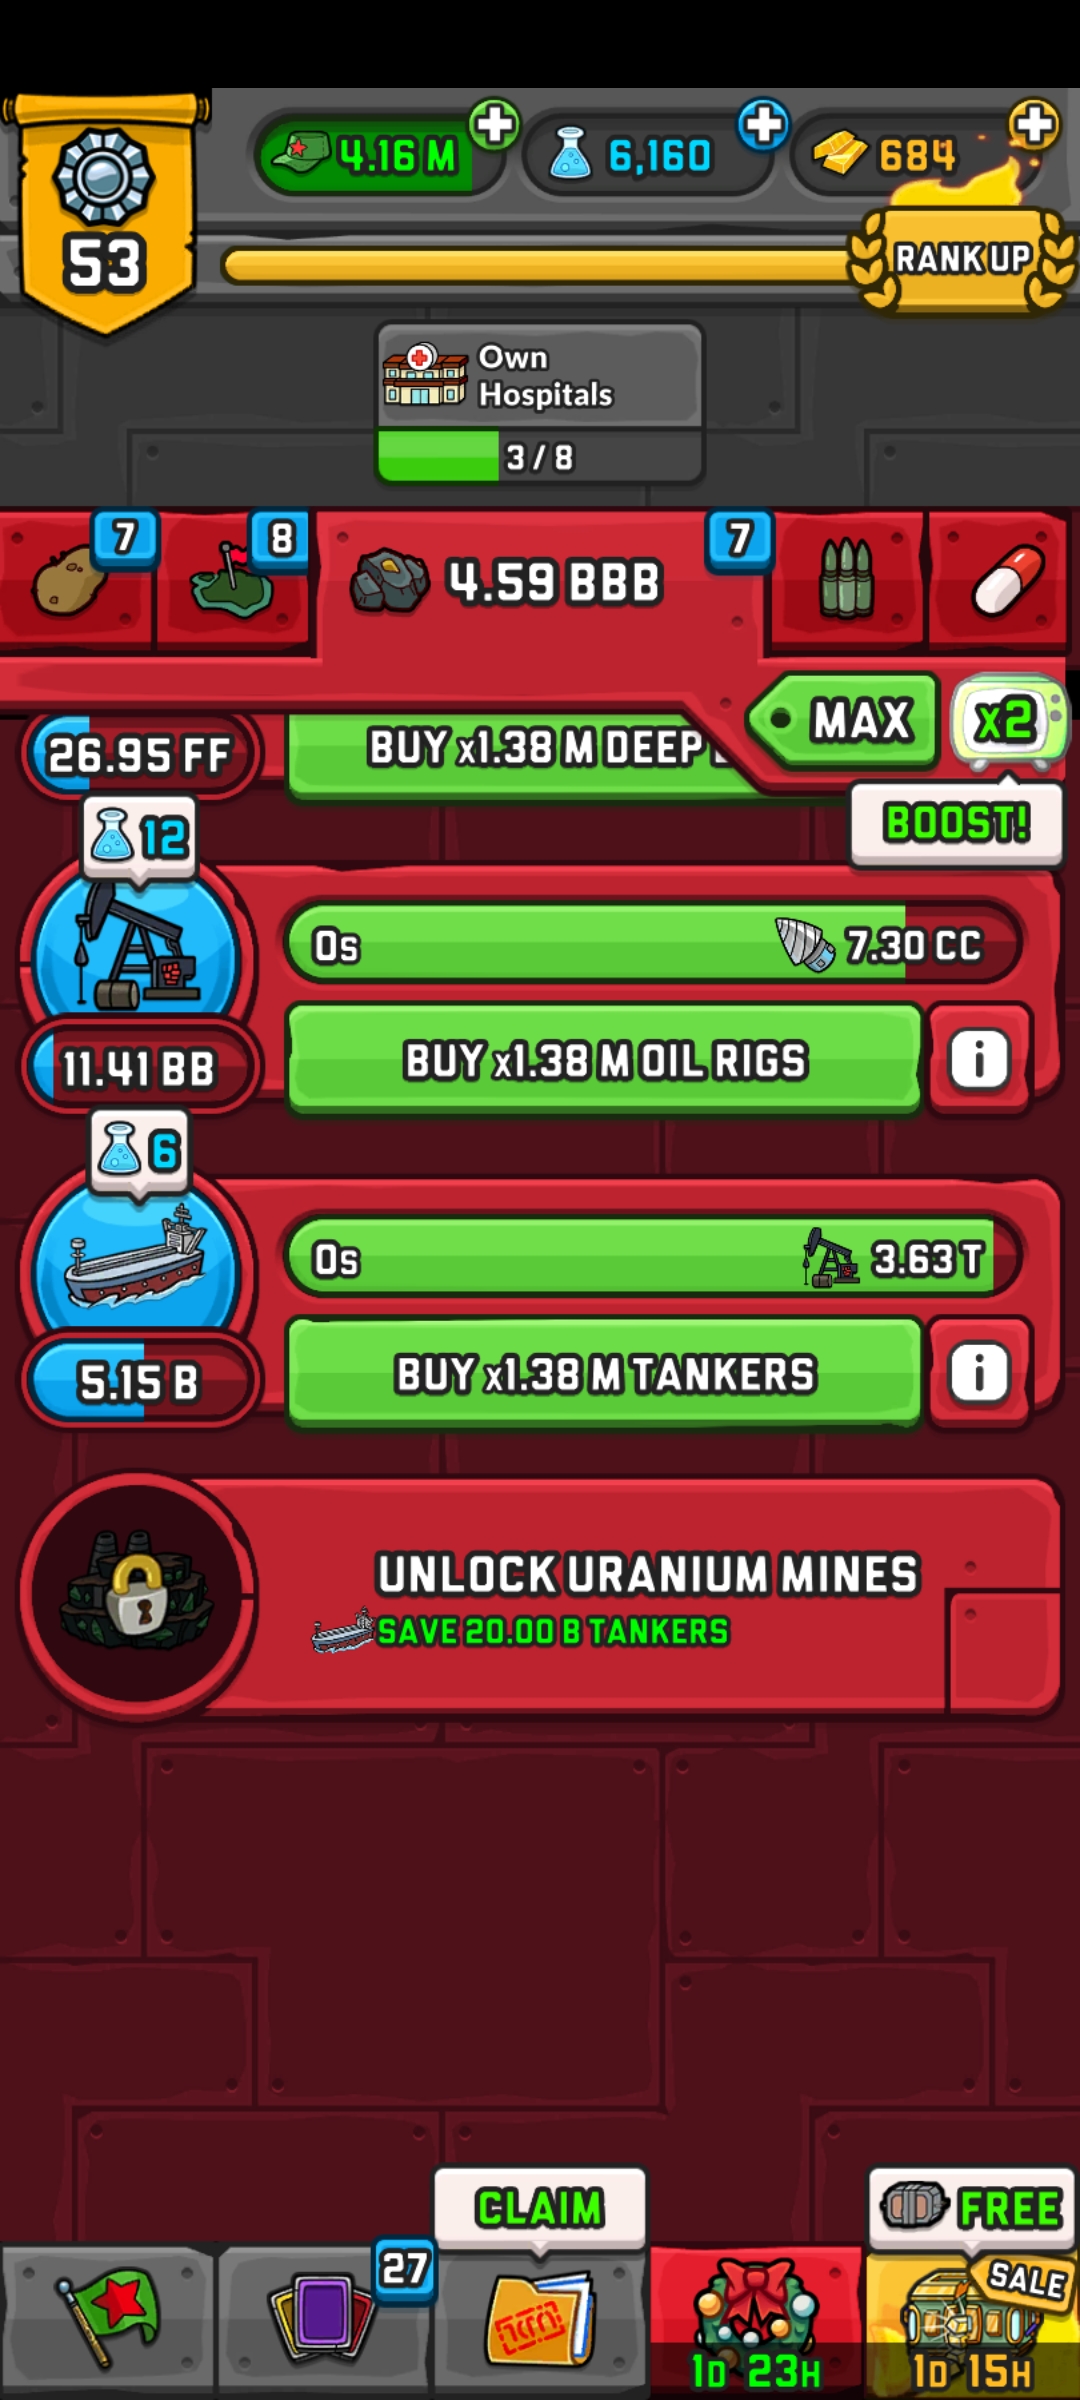 4.16 M
6,160
684
53
RANK UP
Own
Hospitals
3 / 8
7
8
4.59 BBB
7
MAX
x2
26.95 FF
BUY x1.38 M DEEP
BOOST!
12
0s
7.30 CC
BUY x1.38 M OIL RIGS
i
11.41 BB
6
0s
3.63 T
BUY x1.38 M TANKERS
i
5.15 B
UNLOCK URANIUM MINES
SAVE 20.00 B TANKERS
CLAIM
FREE
27
SALE
1D 23H
1D 15H